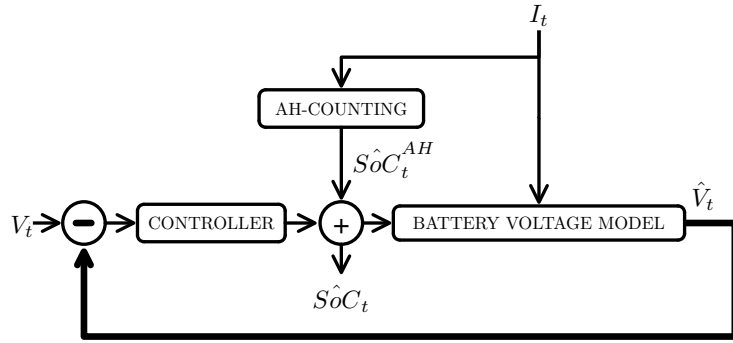 I_t
AH-COUNTING
SôC_t^{AH}
V_t
−
CONTROLLER
+
BATTERY VOLTAGE MODEL
V̂_t
SôC_t